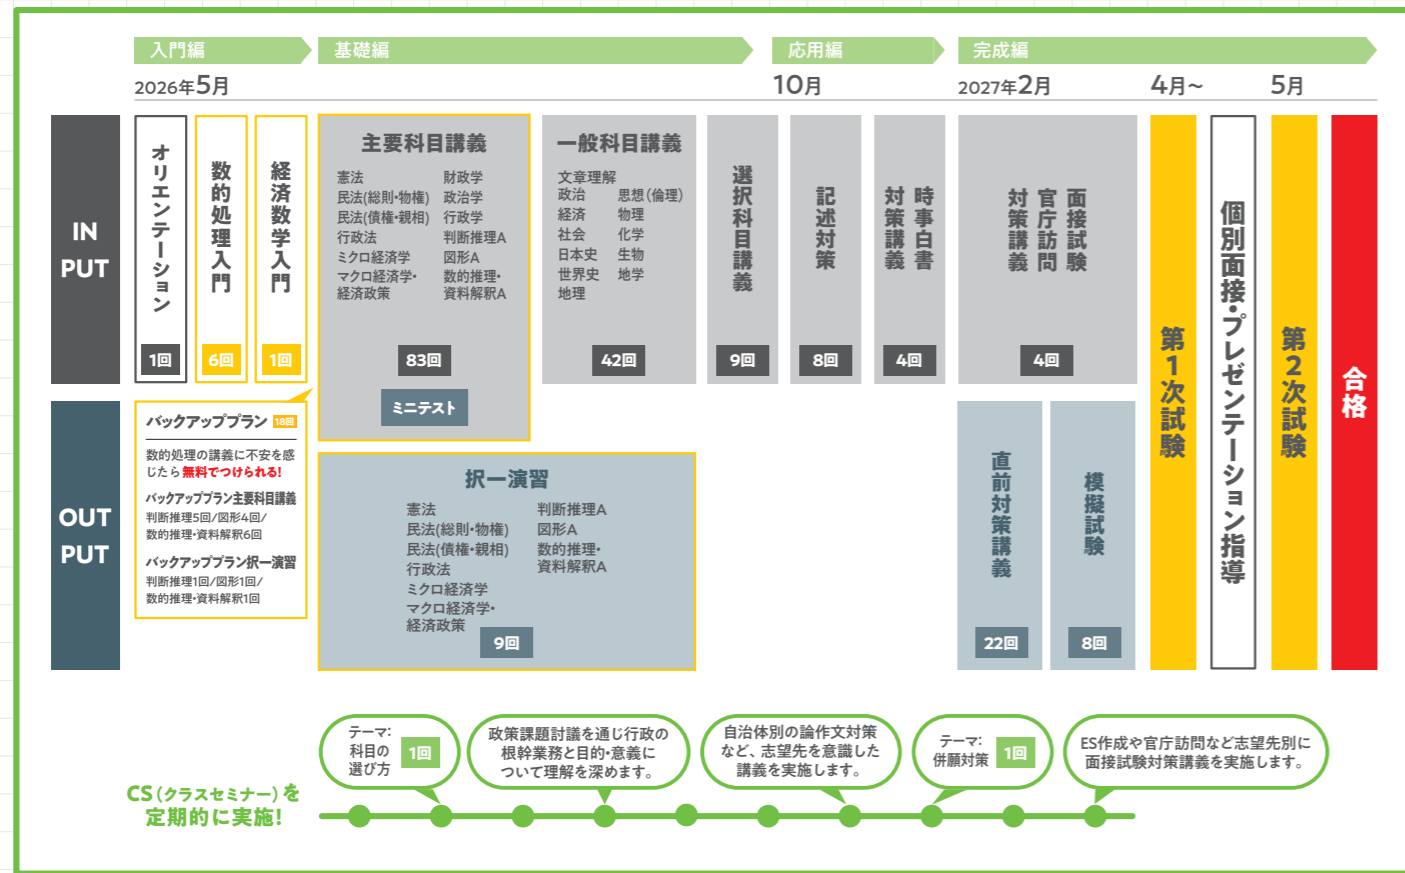 入門編
基礎編
応用編
完成編
2026年5月
10月
2027年2月
4月～
5月
IN
PUT
オリエンテーション
1回
数的処理入門
6回
経済数学入門
1回
主要科目講義
憲法
民法(総則・物権)
民法(債権・親相)
行政法
ミクロ経済学
マクロ経済学・
経済政策
財政学
政治学
行政学
判断推理A
図形A
数的推理・
資料解釈A
83回
ミニテスト
一般科目講義
文章理解
政治
経済
社会
日本史
世界史
地理
思想(倫理)
物理
化学
生物
地学
42回
選択科目講義
9回
記述対策
8回
時事白書
対策講義
4回
面接試験
官庁訪問
対策講義
4回
第1次試験
個別面接・プレゼンテーション指導
第2次試験
合格
OUT
PUT
バックアッププラン 18回
数的処理の講義に不安を感
じたら無料でつけられる!
バックアッププラン主要科目講義
判断推理5回/図形4回/
数的推理・資料解釈6回
バックアッププラン択一演習
判断推理1回/図形1回/
数的推理・資料解釈1回
択一演習
憲法
民法(総則・物権)
民法(債権・親相)
行政法
ミクロ経済学
マクロ経済学・
経済政策
判断推理A
図形A
数的推理・
資料解釈A
9回
直前対策講義
22回
模擬試験
8回
テーマ:
科目の
選び方
1回
政策課題討議を通じ行政の
根幹業務と目的・意義に
ついて理解を深めます。
自治体別の論作文対策
など、志望先を意識した
講義を実施します。
テーマ:
併願対策
1回
ES作成や官庁訪問など志望先別に
面接試験対策講義を実施します。
CS(クラスセミナー)を
定期的に実施!